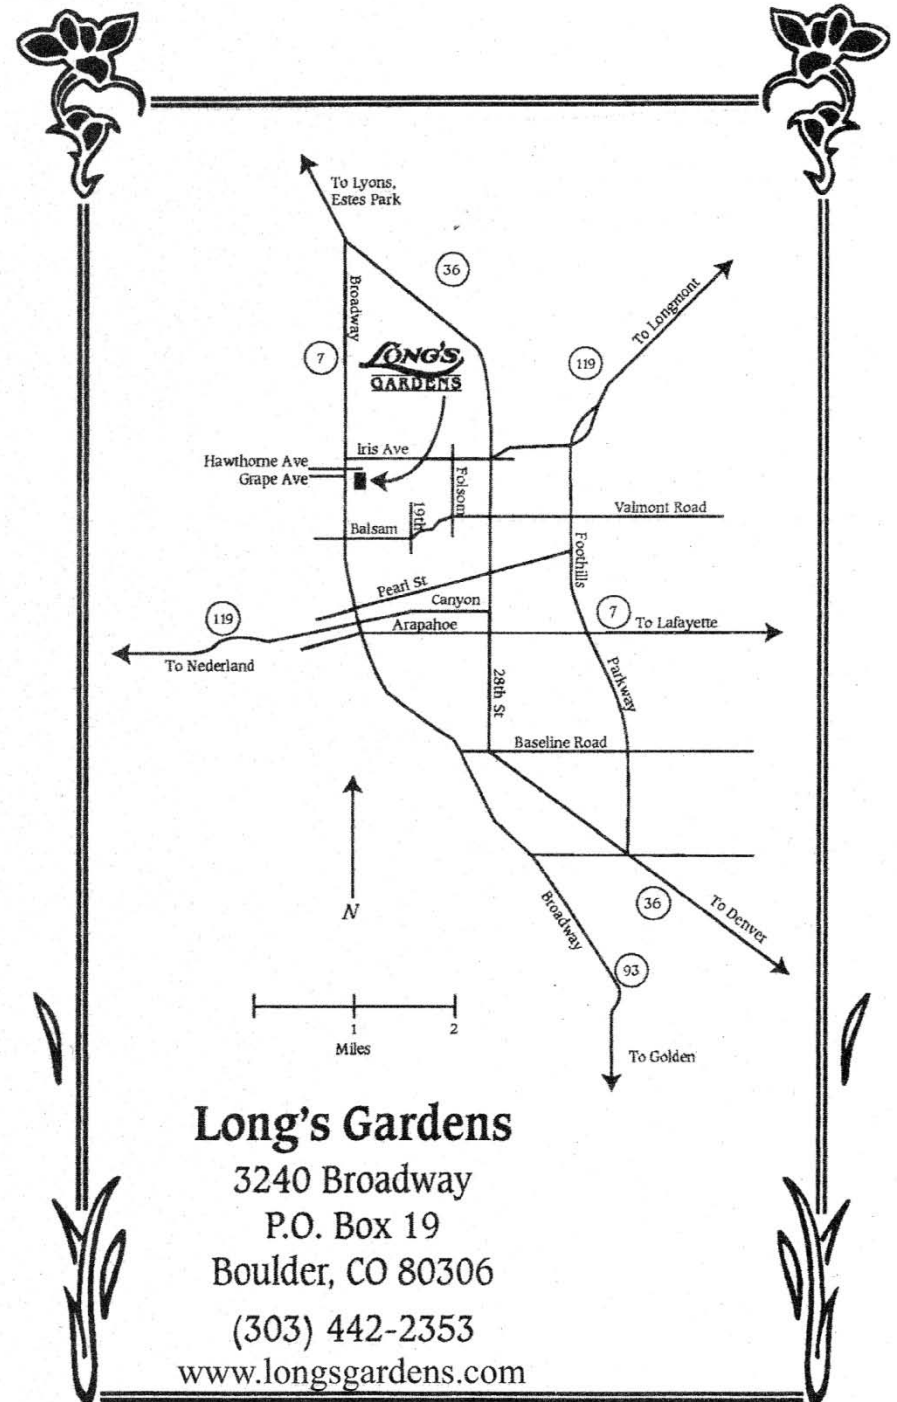 To Lyons,
Estes Park
36
Broadway
To Longmont
7
LONG'S
GARDENS
119
Iris Ave
Hawthorne Ave
Grape Ave
Folsom
19th
Valmont Road
Balsam
Foothills
Pearl St
Canyon
119
7
Arapahoe
To Lafayette
To Nederland
Parkway
28th St
Baseline Road
N
Broadway
36
To Denver
93
1
2
Miles
To Golden
Long's Gardens
3240 Broadway
P.O. Box 19
Boulder, CO 80306
(303) 442-2353
www.longsgardens.com